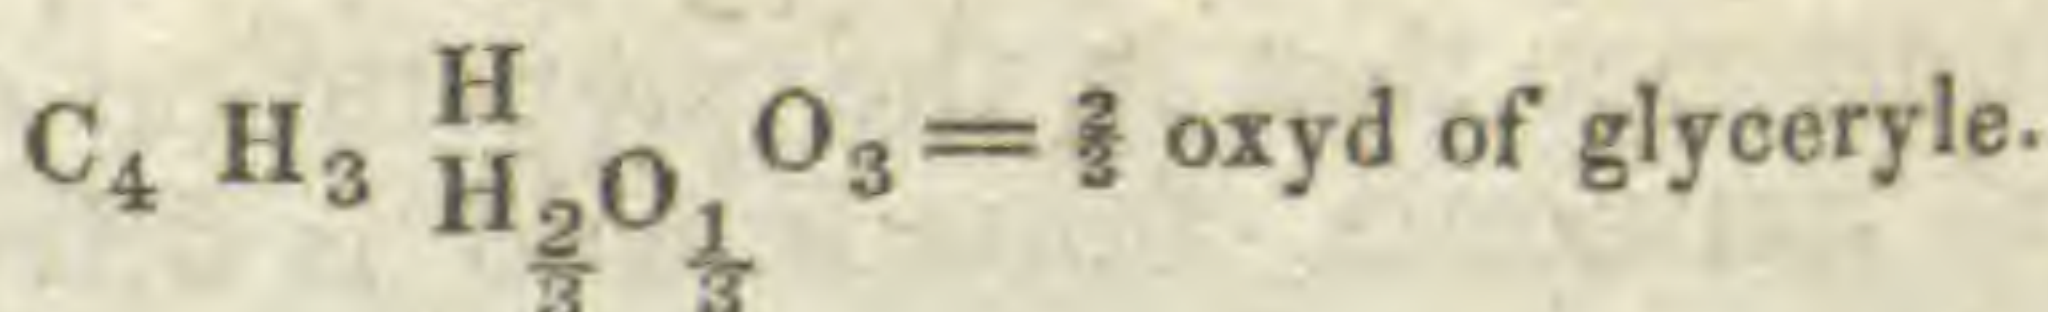 C₄ H₃ H O₃ = ⅔ oxyd of glyceryle.
H⅔O⅓